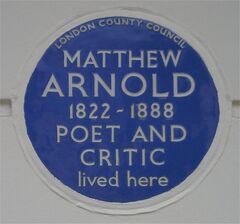 LONDON COUNTY COUNCIL
MATTHEW
ARNOLD
1822-1888
POET AND
CRITIC
lived here